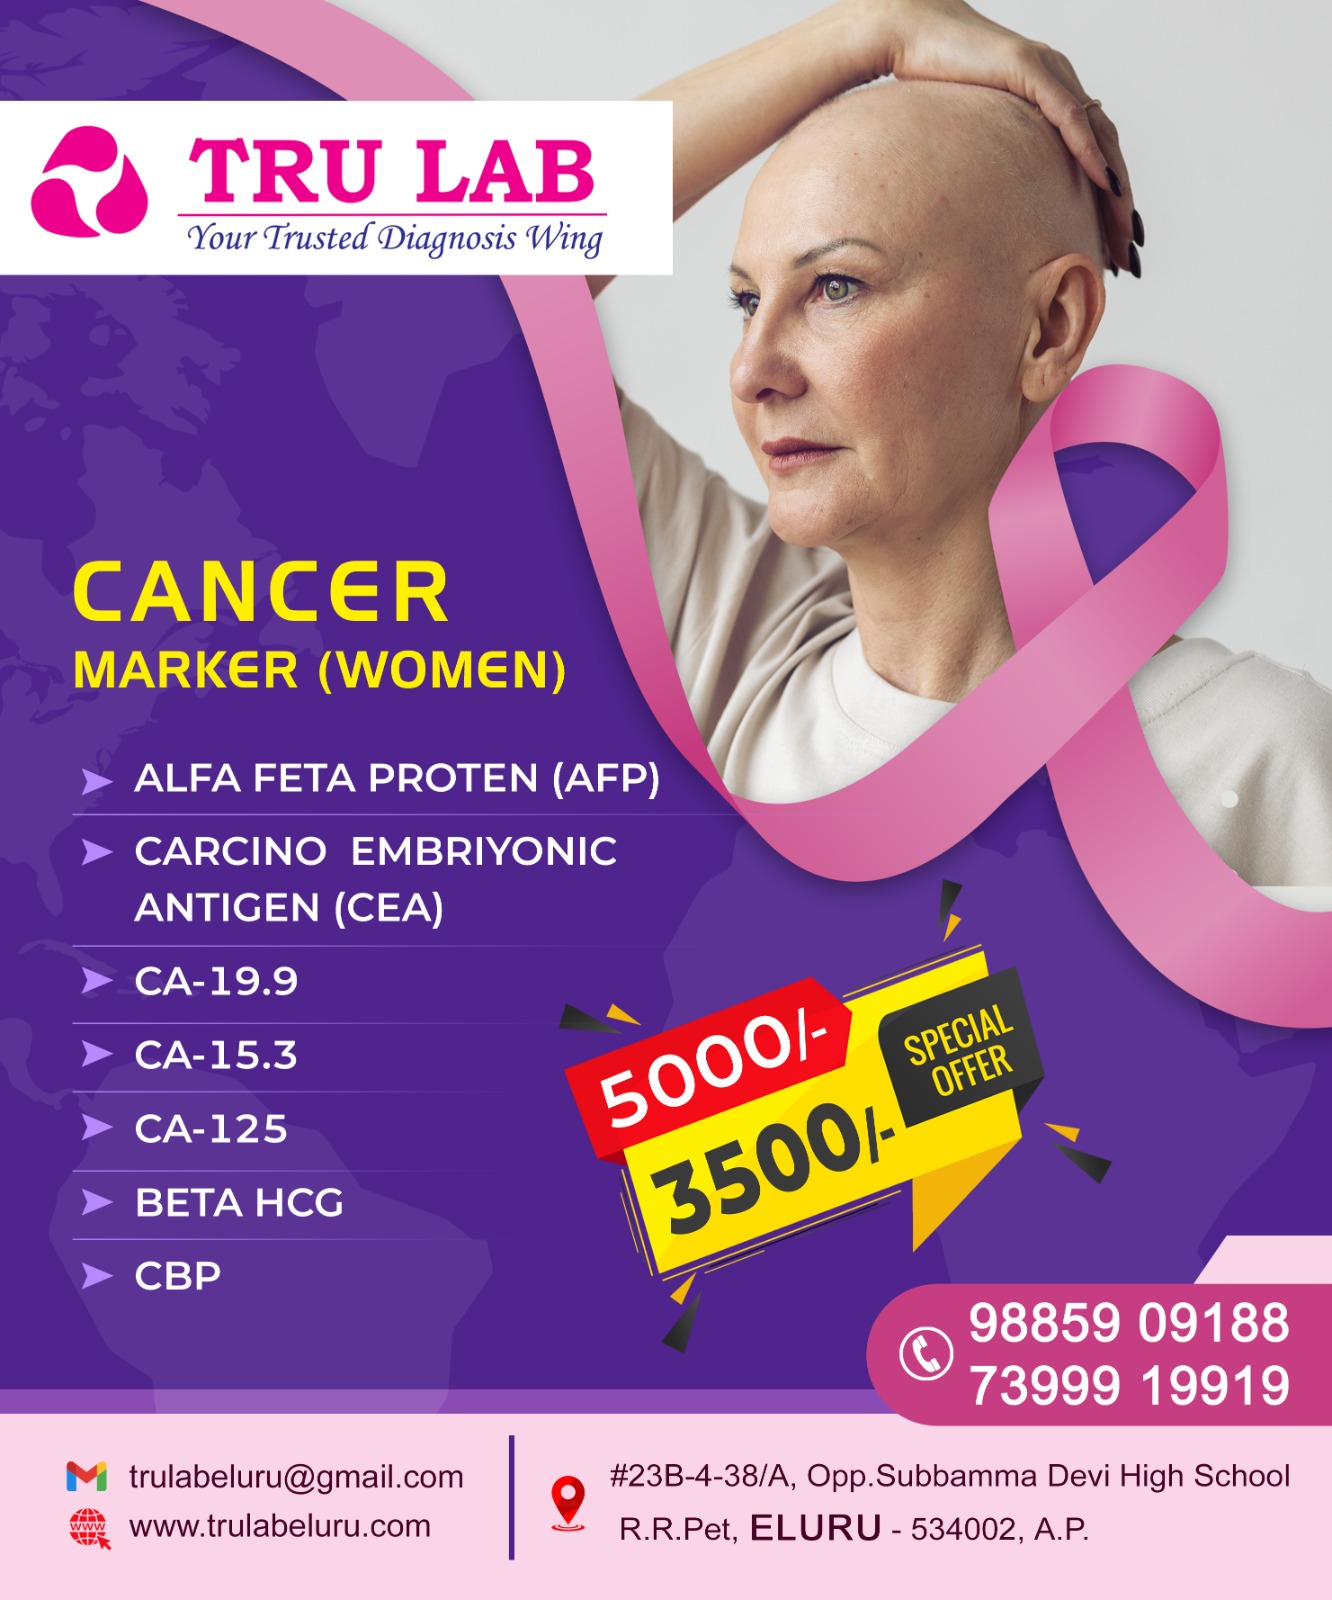 TRU LAB
Your Trusted Diagnosis Wing
CANCER
MARKER (WOMEN)
ALFA FETA PROTEN (AFP)
CARCINO EMBRIYONIC
ANTIGEN (CEA)
CA-19.9
CA-15.3
CA-125
BETA HCG
CBP
5000/-
3500/-
SPECIAL
OFFER
98859 09188
73999 19919
trulabeluru@gmail.com
www.trulabeluru.com
#23B-4-38/A, Opp.Subbamma Devi High School
R.R.Pet, ELURU - 534002, A.P.